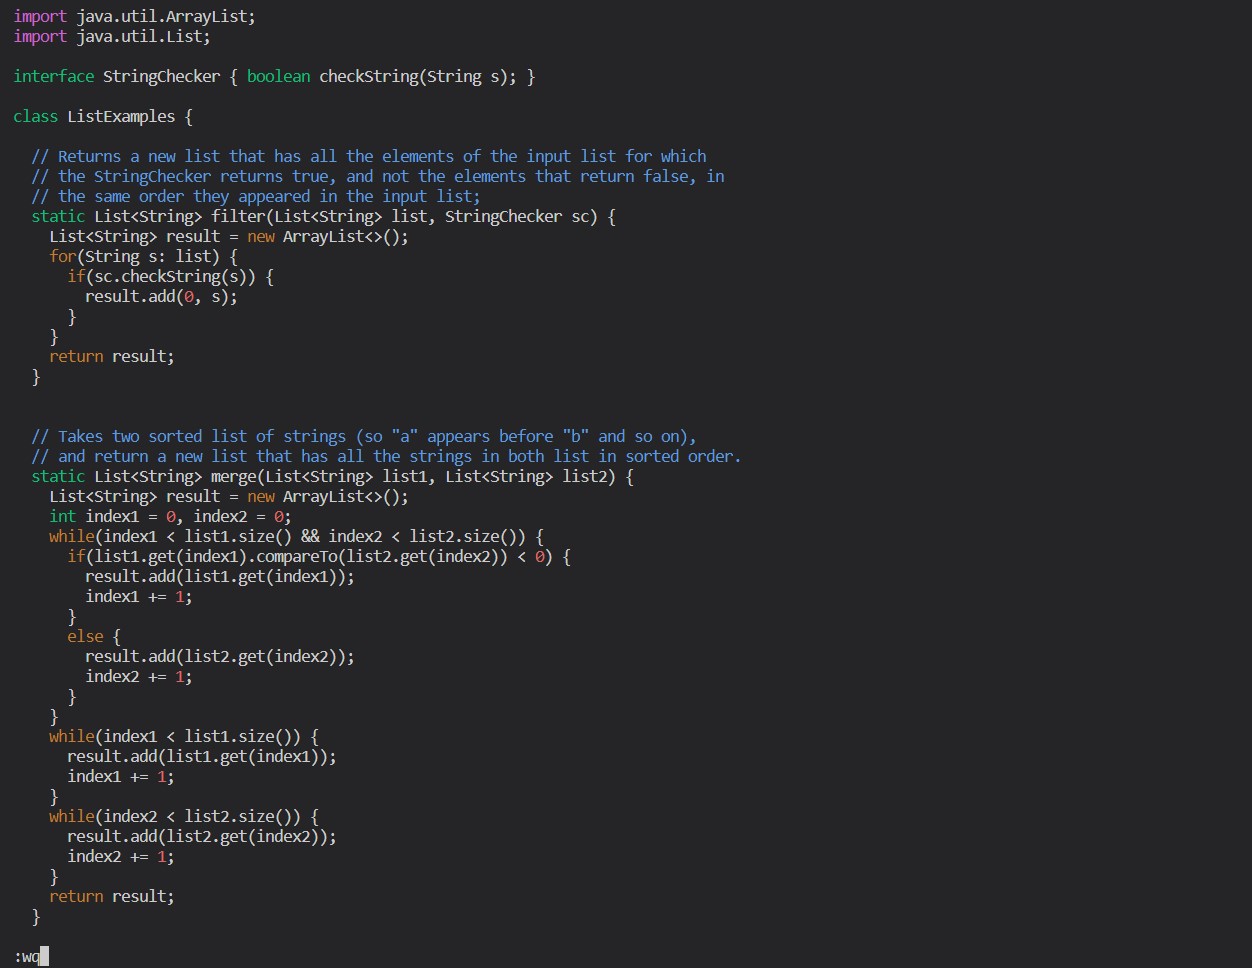 import java.util.ArrayList;
import java.util.List;

interface StringChecker { boolean checkString(String s); }

class ListExamples {

  // Returns a new list that has all the elements of the input list for which
  // the StringChecker returns true, and not the elements that return false, in
  // the same order they appeared in the input list;
  static List<String> filter(List<String> list, StringChecker sc) {
    List<String> result = new ArrayList<>();
    for(String s: list) {
      if(sc.checkString(s)) {
        result.add(0, s);
      }
    }
    return result;
  }


  // Takes two sorted list of strings (so "a" appears before "b" and so on),
  // and return a new list that has all the strings in both list in sorted order.
  static List<String> merge(List<String> list1, List<String> list2) {
    List<String> result = new ArrayList<>();
    int index1 = 0, index2 = 0;
    while(index1 < list1.size() && index2 < list2.size()) {
      if(list1.get(index1).compareTo(list2.get(index2)) < 0) {
        result.add(list1.get(index1));
        index1 += 1;
      }
      else {
        result.add(list2.get(index2));
        index2 += 1;
      }
    }
    while(index1 < list1.size()) {
      result.add(list1.get(index1));
      index1 += 1;
    }
    while(index2 < list2.size()) {
      result.add(list2.get(index2));
      index2 += 1;
    }
    return result;
  }

:wq